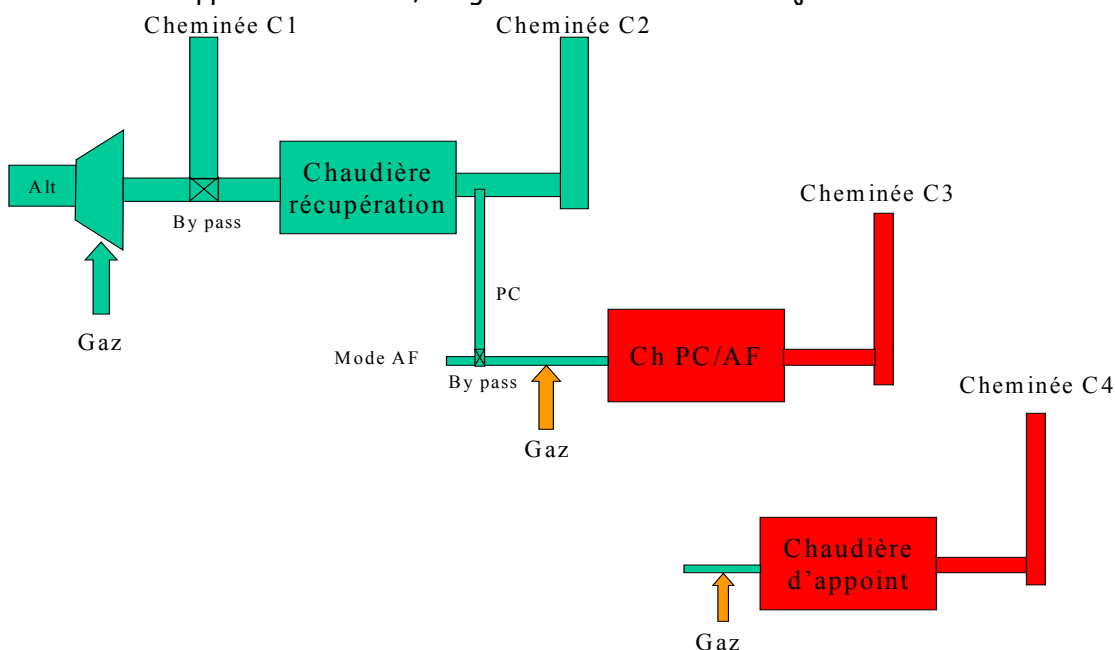 Cheminée C1
Cheminée C2
Alt
Chaudière
récupération
By pass
Cheminée C3
Gaz
PC
Mode AF
Ch PC/AF
By pass
Cheminée C4
Gaz
Chaudière
d’appoint
Gaz